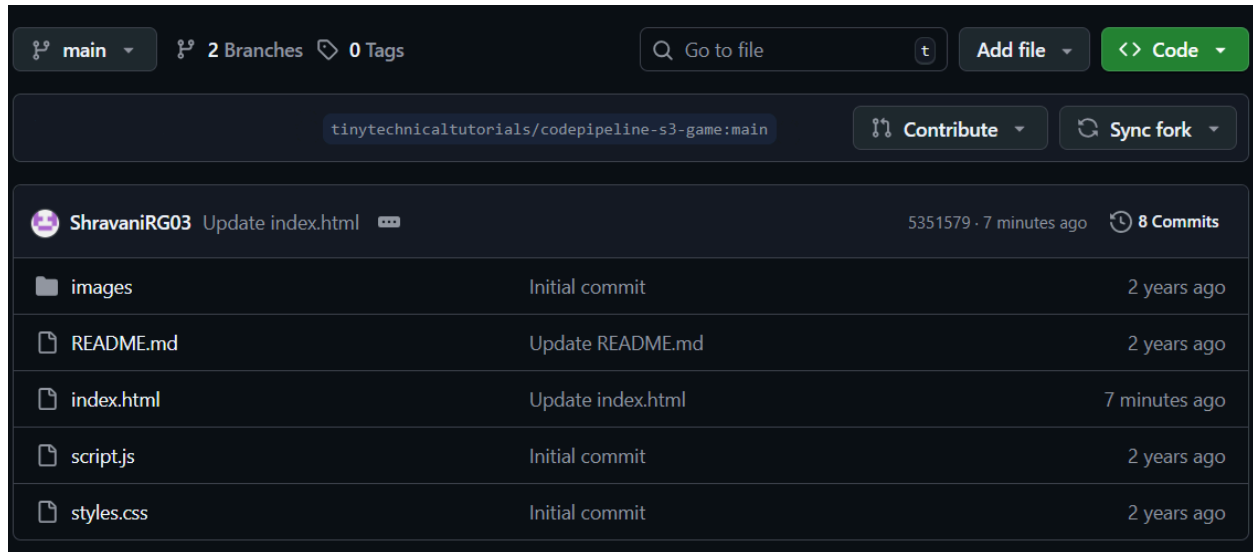 main 2 Branches 0 Tags Go to file t Add file <> Code
tinytechnicaltutorials/codepipeline-s3-game:main Contribute Sync fork
ShravaniRG03 Update index.html 5351579 · 7 minutes ago 8 Commits
images Initial commit 2 years ago
README.md Update README.md 2 years ago
index.html Update index.html 7 minutes ago
script.js Initial commit 2 years ago
styles.css Initial commit 2 years ago